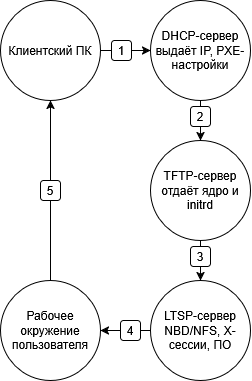 Клиентский ПК
1
DHCP-сервер
выдаёт IP, PXE-
настройки
2
TFTP-сервер
отдаёт ядро и
initrd
3
LTSP-сервер
NBD/NFS, X-
сессии, ПО
4
Рабочее
окружение
пользователя
5